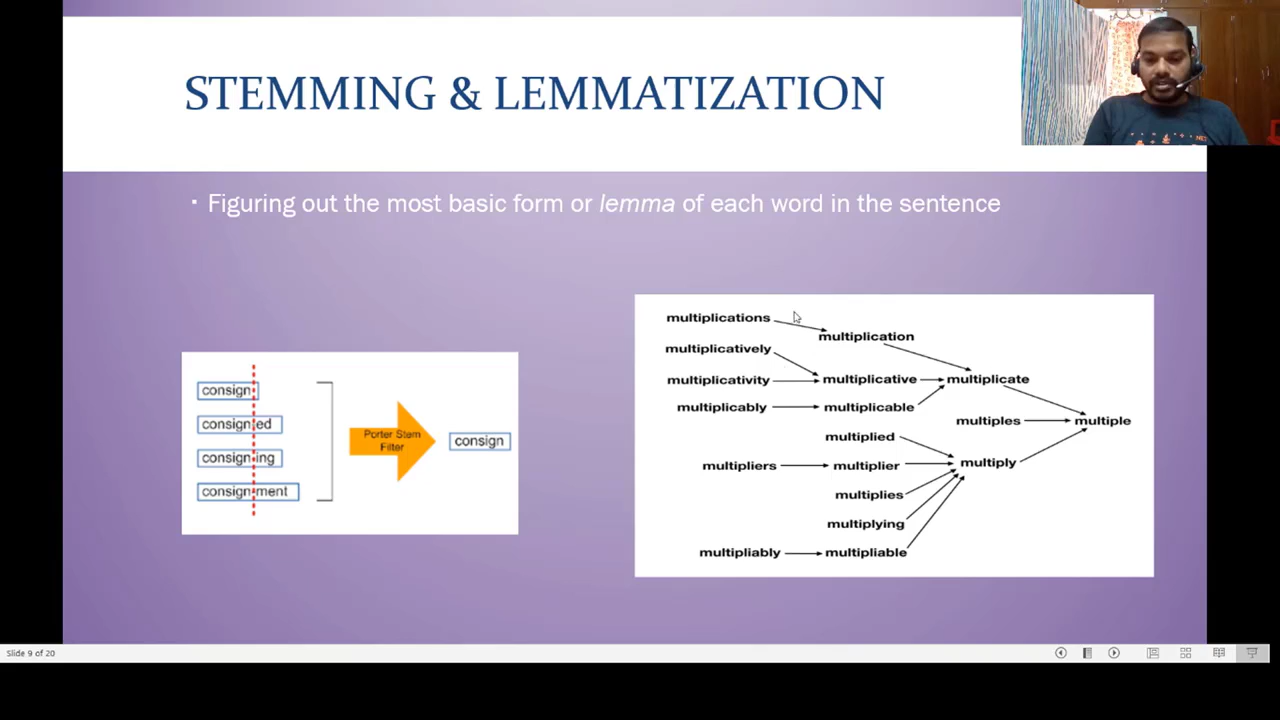 STEMMING & LEMMATIZATION
▪ Figuring out the most basic form or lemma of each word in the sentence
consign
consigned
consigning
consignment
Porter Stem
Filter
consign
multiplications
multiplication
multiplicatively
multiplicativity
multiplicative
multiplicate
multiplicably
multiplicable
multiples
multiple
multiplied
multipliers
multiplier
multiply
multiplies
multiplying
multipliably
multipliable
Slide 9 of 20